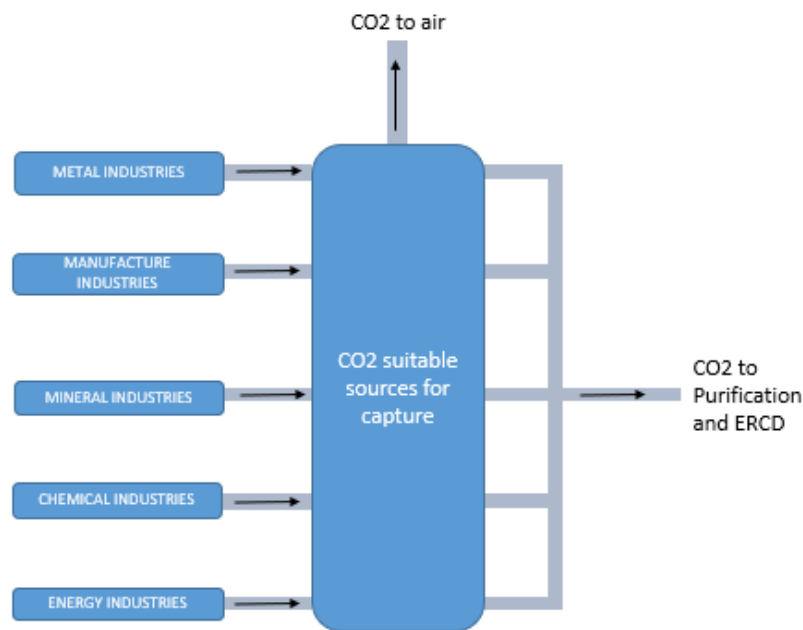 CO2 to air
METAL INDUSTRIES
MANUFACTURE
INDUSTRIES
MINERAL INDUSTRIES
CHEMICAL INDUSTRIES
ENERGY INDUSTRIES
CO2 suitable
sources for
capture
CO2 to
Purification
and ERCD